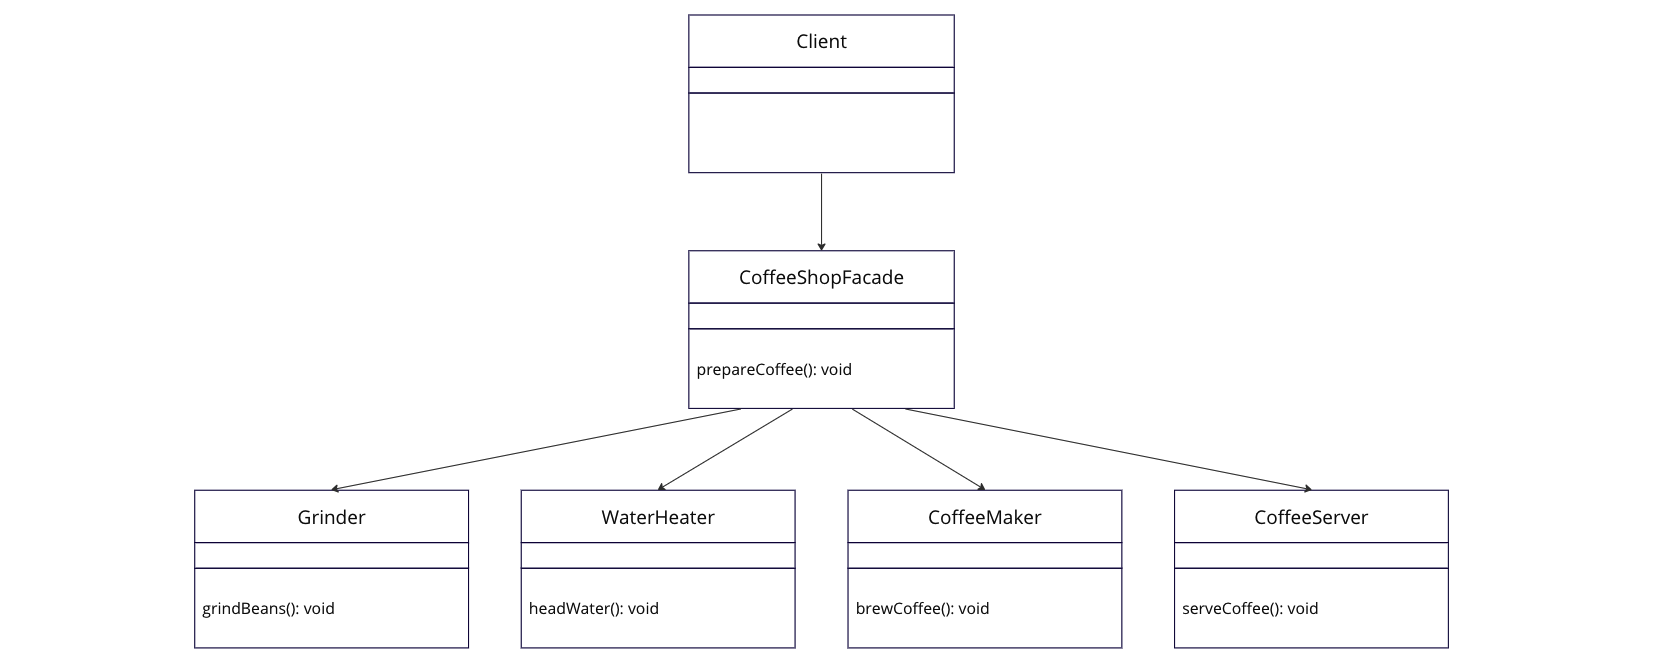 Client
CoffeeShopFacade
prepareCoffee(): void
Grinder
WaterHeater
CoffeeMaker
CoffeeServer
grindBeans(): void
headWater(): void
brewCoffee(): void
serveCoffee(): void